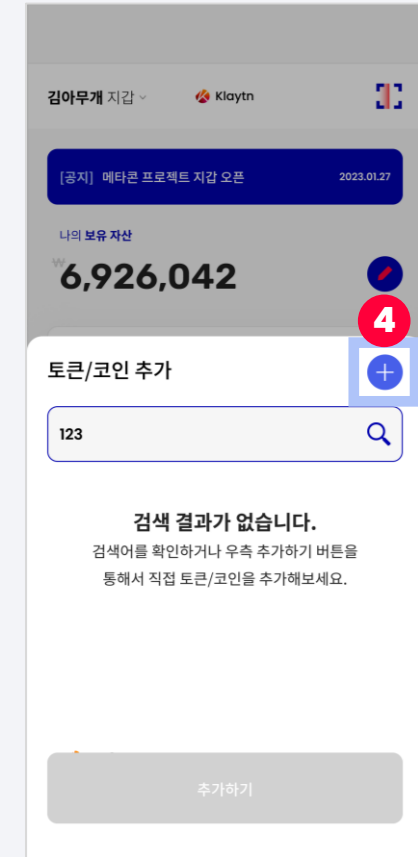 김아무개 지갑
Klaytn
[공지] 메타콘 프로젝트 지갑 오픈 2023.01.27
나의 보유 자산
₩6,926,042
4
토큰/코인 추가
123
검색 결과가 없습니다.
검색어를 확인하거나 우측 추가하기 버튼을
통해서 직접 토큰/코인을 추가해보세요.
추가하기